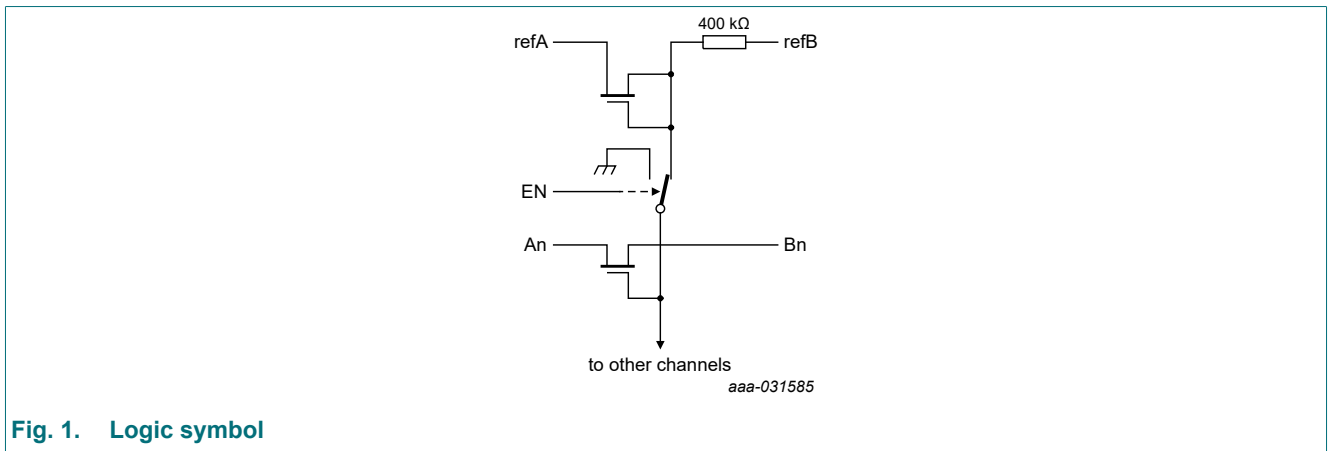 400 kΩ
refA
refB
EN
An
Bn
to other channels
aaa-031585
Fig. 1. Logic symbol